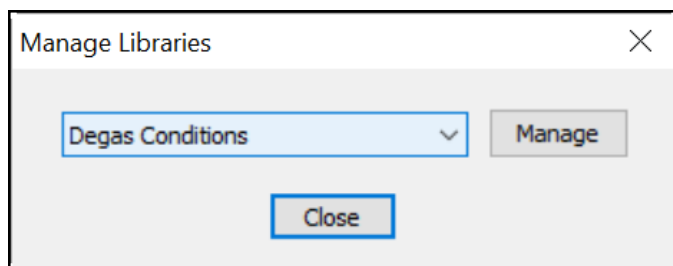 Manage Libraries
Degas Conditions
Manage
Close